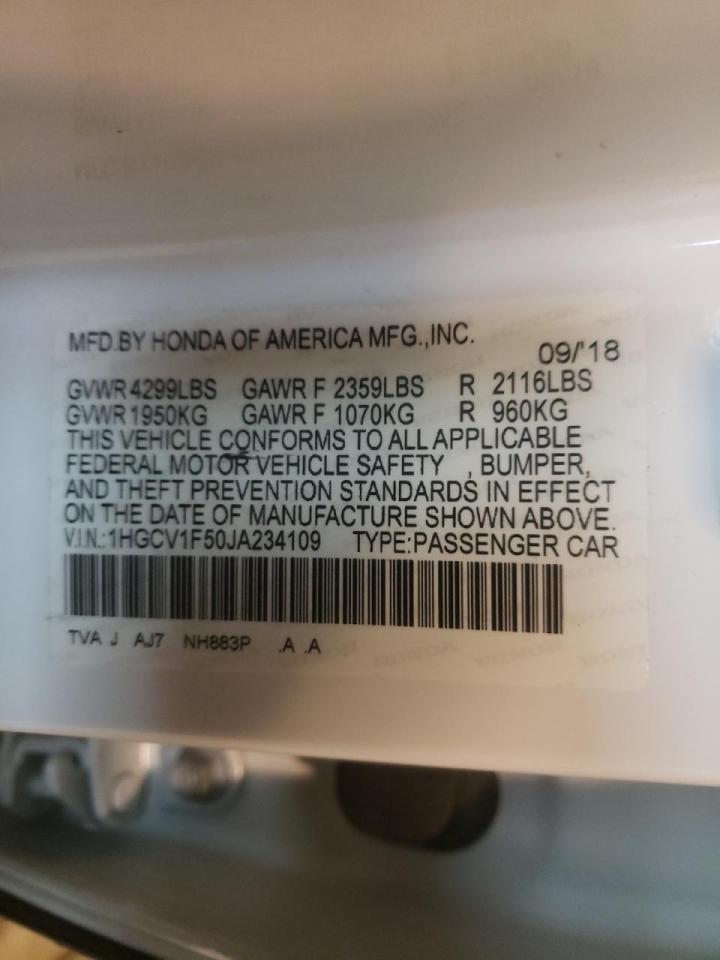 MFD.BY HONDA OF AMERICA MFG.,INC.
09/'18
GVWR 4299LBS GAWR F 2359LBS R 2116LBS
GVWR 1950KG GAWR F 1070KG R 960KG
THIS VEHICLE CONFORMS TO ALL APPLICABLE
FEDERAL MOTOR VEHICLE SAFETY , BUMPER,
AND THEFT PREVENTION STANDARDS IN EFFECT
ON THE DATE OF MANUFACTURE SHOWN ABOVE.
V.I.N.:1HGCV1F50JA234109 TYPE:PASSENGER CAR
TVA J AJ7 NH883P .A .A